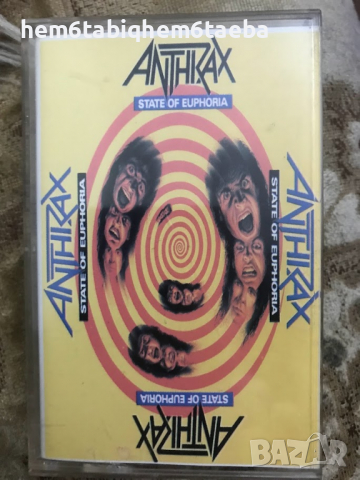 hem6tabiqhem6taeba
ANTHRAX
STATE OF EUPHORIA
ANTHRAX
STATE OF EUPHORIA
STATE OF EUPHORIA
ANTHRAX
STATE OF EUPHORIA
ANTHRAX
BAZAR